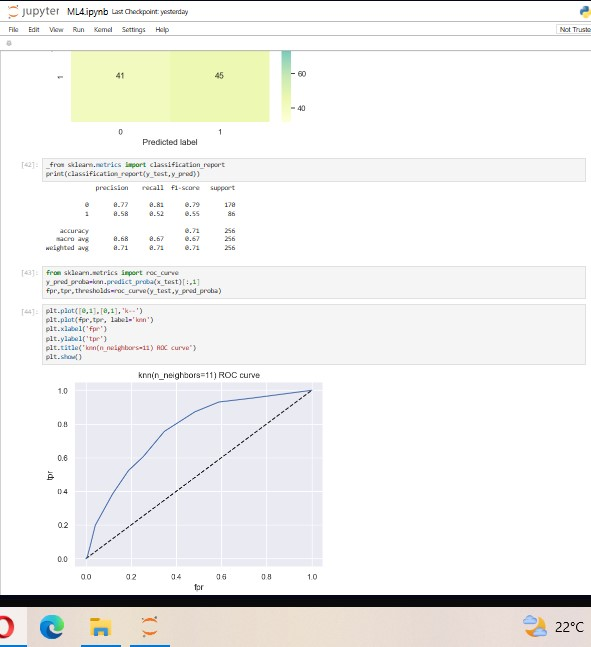 jupyter ML4.ipynb Last Checkpoint: yesterday
File Edit View Run Kernel Settings Help
Not Truste
41 45
60
40
0 1
Predicted label
[42]: _from sklearn.metrics import classification_report
print(classification_report(y_test,y_pred))
precision recall f1-score support
0 0.77 0.81 0.79 170
1 0.58 0.52 0.55 86
accuracy 0.71 256
macro avg 0.68 0.67 0.67 256
weighted avg 0.71 0.71 0.71 256
[43]: from sklearn.metrics import roc_curve
y_pred_proba=knn.predict_proba(x_test)[:,1]
fpr,tpr,thresholds=roc_curve(y_test,y_pred_proba)
[44]: plt.plot([0,1],[0,1],'k--')
plt.plot(fpr,tpr, label='knn')
plt.xlabel('fpr')
plt.ylabel('tpr')
plt.title('knn(n_neighbors=11) ROC curve')
plt.show()
knn(n_neighbors=11) ROC curve
1.0
0.8
0.6
tpr
0.4
0.2
0.0
0.0 0.2 0.4 0.6 0.8 1.0
fpr
22°C